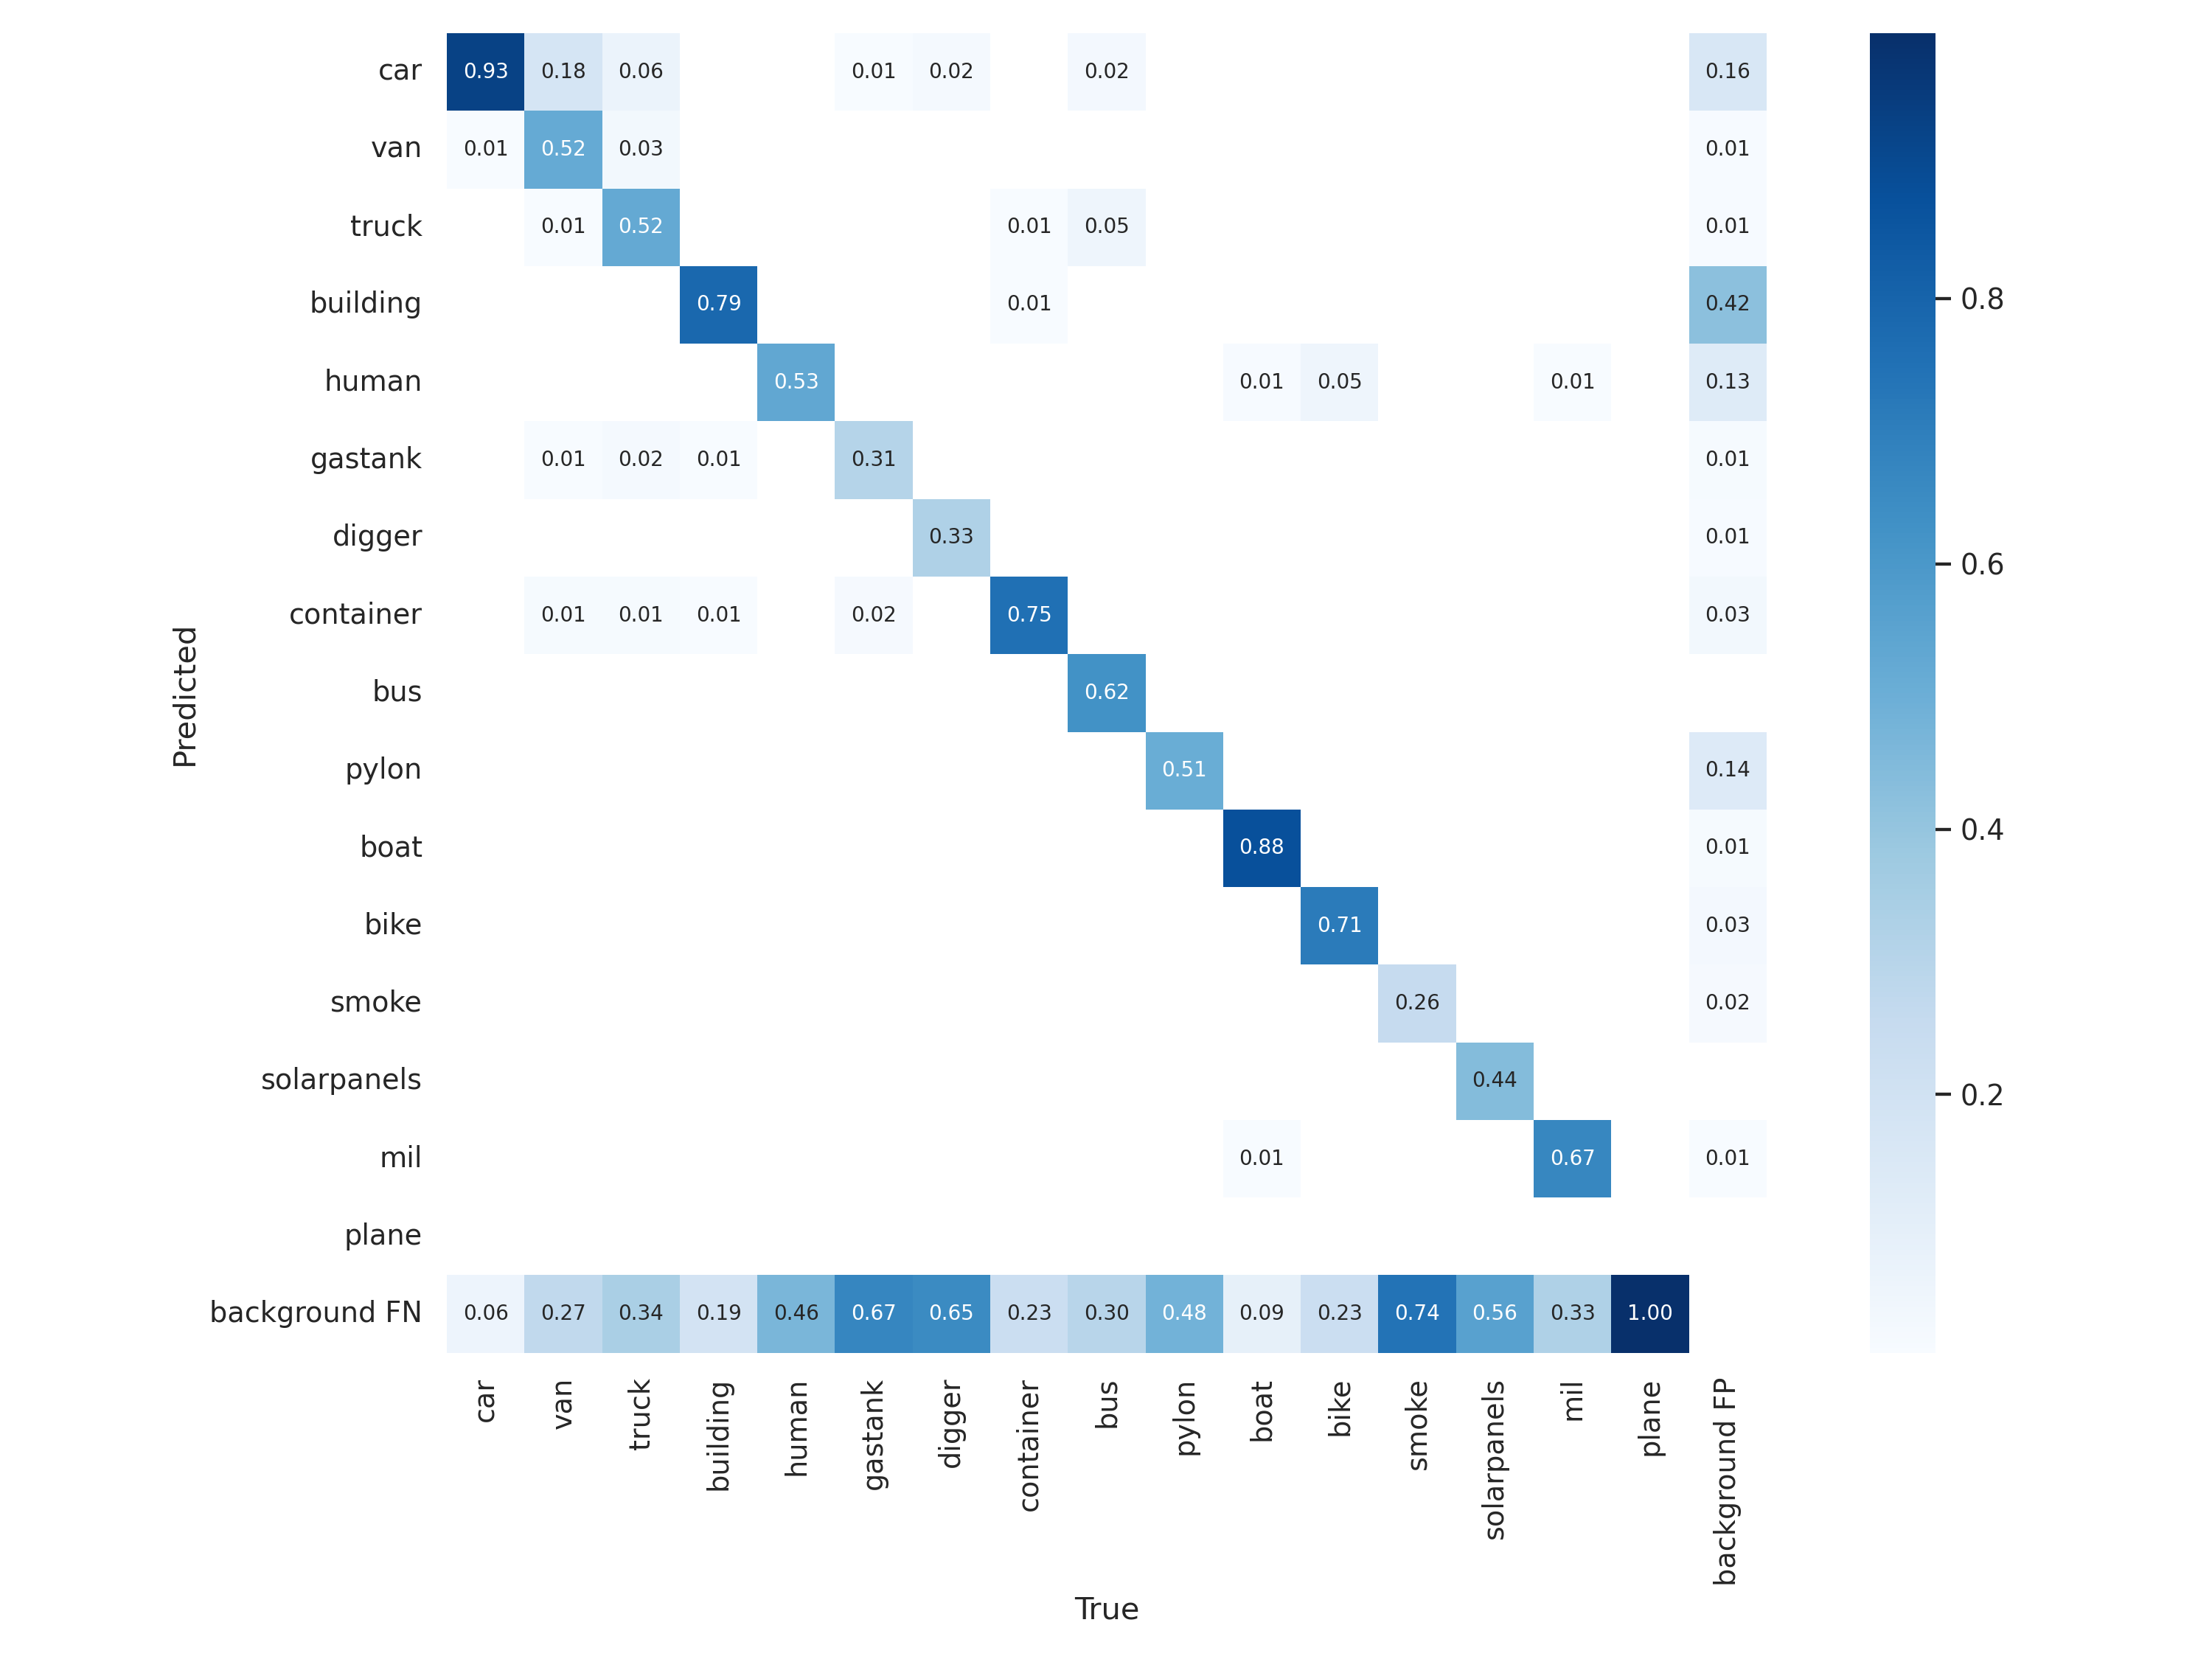 car 0.93 0.18 0.06 0.01 0.02 0.02 0.16
van 0.01 0.52 0.03 0.01
truck 0.01 0.52 0.01 0.05 0.01
building 0.79 0.01 0.42
0.8
human 0.53 0.01 0.05 0.01 0.13
gastank 0.01 0.02 0.01 0.31 0.01
digger 0.33 0.01
0.6
container 0.01 0.01 0.01 0.02 0.75 0.03
Predicted
bus 0.62
pylon 0.51 0.14
0.4
boat 0.88 0.01
bike 0.71 0.03
smoke 0.26 0.02
solarpanels 0.44
0.2
mil 0.01 0.67 0.01
plane
background FN 0.06 0.27 0.34 0.19 0.46 0.67 0.65 0.23 0.30 0.48 0.09 0.23 0.74 0.56 0.33 1.00
car van truck building human gastank digger container bus pylon boat bike smoke solarpanels mil plane background FP
True